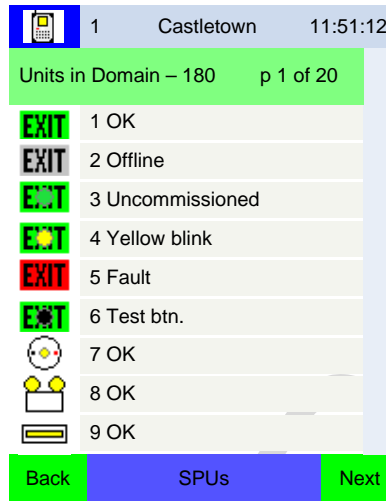 1 Castletown 11:51:12
Units in Domain – 180 p 1 of 20
EXIT 1 OK
EXIT 2 Offline
EXIT 3 Uncommissioned
EXIT 4 Yellow blink
EXIT 5 Fault
EXIT 6 Test btn.
7 OK
8 OK
9 OK
Back SPUs Next